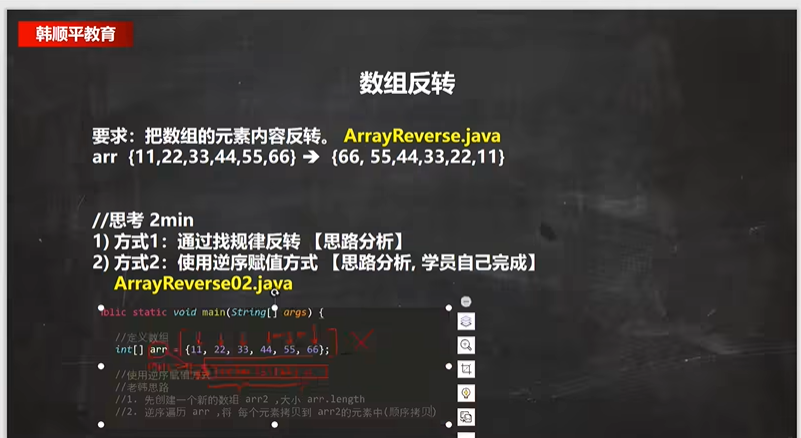 韩顺平教育
数组反转
要求：把数组的元素内容反转。 ArrayReverse.java
arr {11,22,33,44,55,66} ➔ {66, 55,44,33,22,11}
//思考 2min
1) 方式1：通过找规律反转 【思路分析】
2) 方式2：使用逆序赋值方式 【思路分析, 学员自己完成】
ArrayReverse02.java
blic static void main(String[] args) {
//定义数组
int[] arr = {11, 22, 33, 44, 55, 66};
//使用逆序赋值方式
//老韩思路
//1. 先创建一个新的数组 arr2 ,大小 arr.length
//2. 逆序遍历 arr ,将 每个元素拷贝到 arr2的元素中(顺序拷贝)